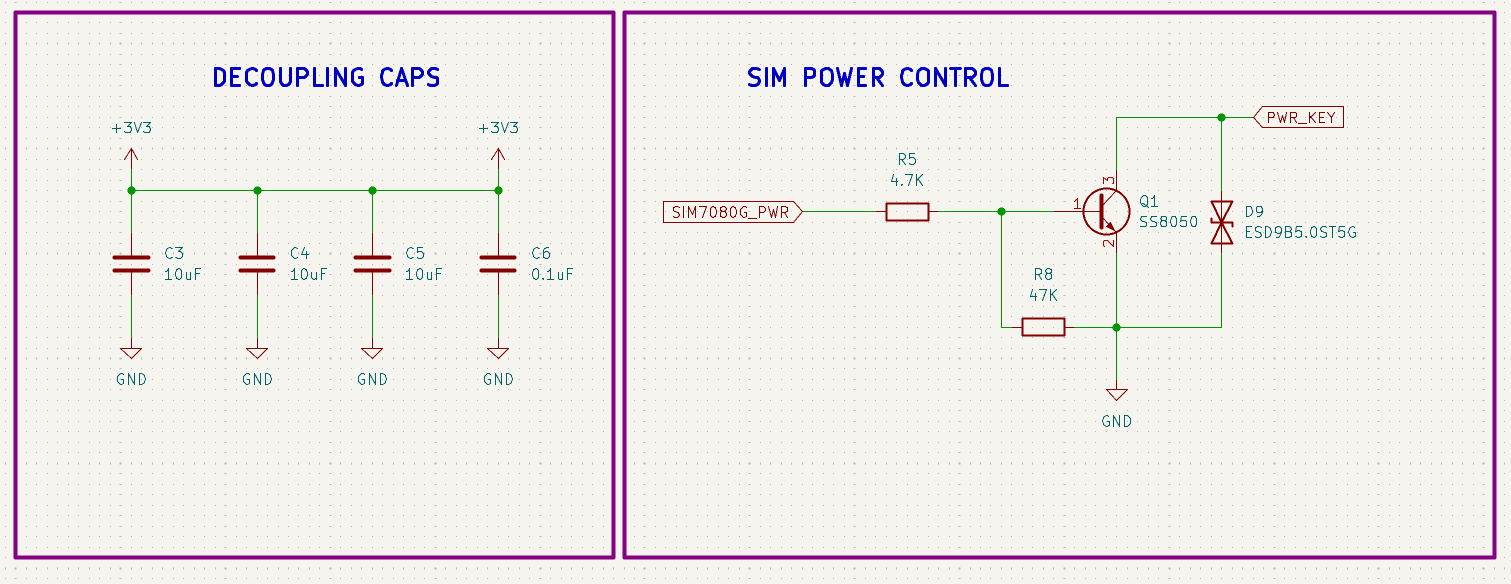 DECOUPLING CAPS
+3V3
+3V3
C3
10uF
C4
10uF
C5
10uF
C6
0.1uF
GND
GND
GND
GND
SIM POWER CONTROL
PWR_KEY
R5
4.7K
SIM7080G_PWR
1
3
2
Q1
SS8050
D9
ESD9B5.0ST5G
R8
47K
GND